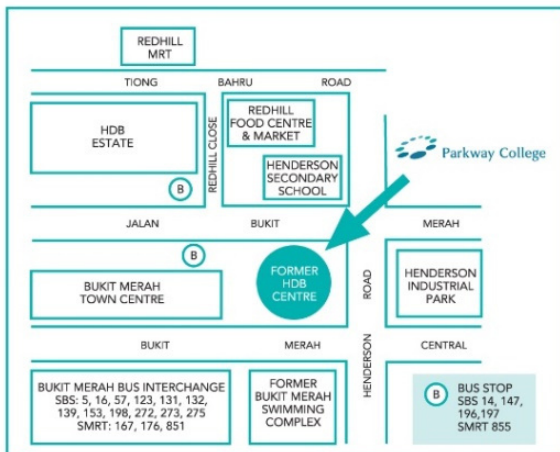 REDHILL
MRT
TIONG BAHRU ROAD
HDB
ESTATE
REDHILL CLOSE
REDHILL
FOOD CENTRE
& MARKET
HENDERSON
SECONDARY
SCHOOL
Parkway College
B
JALAN BUKIT MERAH
B
BUKIT MERAH
TOWN CENTRE
FORMER
HDB
CENTRE
HENDERSON ROAD
HENDERSON
INDUSTRIAL
PARK
BUKIT MERAH CENTRAL
BUKIT MERAH BUS INTERCHANGE
SBS: 5, 16, 57, 123, 131, 132,
139, 153, 198, 272, 273, 275
SMRT: 167, 176, 851
FORMER
BUKIT MERAH
SWIMMING
COMPLEX
B
BUS STOP
SBS 14, 147,
196,197
SMRT 855